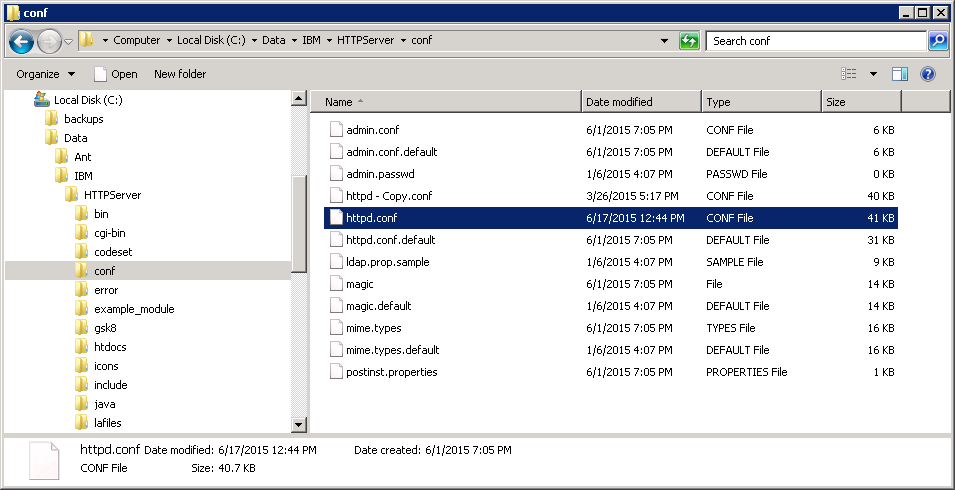 conf
Computer Local Disk (C:) Data IBM HTTPServer conf Search conf
Organize Open New folder
Local Disk (C:)
backups
Data
Ant
IBM
HTTPServer
bin
cgi-bin
codeset
conf
error
example_module
gsk8
htdocs
icons
include
java
lafiles
Name Date modified Type Size
admin.conf 6/1/2015 7:05 PM CONF File 6 KB
admin.conf.default 6/1/2015 7:05 PM DEFAULT File 6 KB
admin.passwd 1/6/2015 4:07 PM PASSWD File 0 KB
httpd - Copy.conf 3/26/2015 5:17 PM CONF File 40 KB
httpd.conf 6/17/2015 12:44 PM CONF File 41 KB
httpd.conf.default 6/1/2015 7:05 PM DEFAULT File 31 KB
ldap.prop.sample 1/6/2015 4:07 PM SAMPLE File 9 KB
magic 6/1/2015 7:05 PM File 14 KB
magic.default 1/6/2015 4:07 PM DEFAULT File 14 KB
mime.types 6/1/2015 7:05 PM TYPES File 16 KB
mime.types.default 1/6/2015 4:07 PM DEFAULT File 16 KB
postinst.properties 6/1/2015 7:05 PM PROPERTIES File 1 KB
httpd.conf Date modified: 6/17/2015 12:44 PM Date created: 6/1/2015 7:05 PM
CONF File Size: 40.7 KB